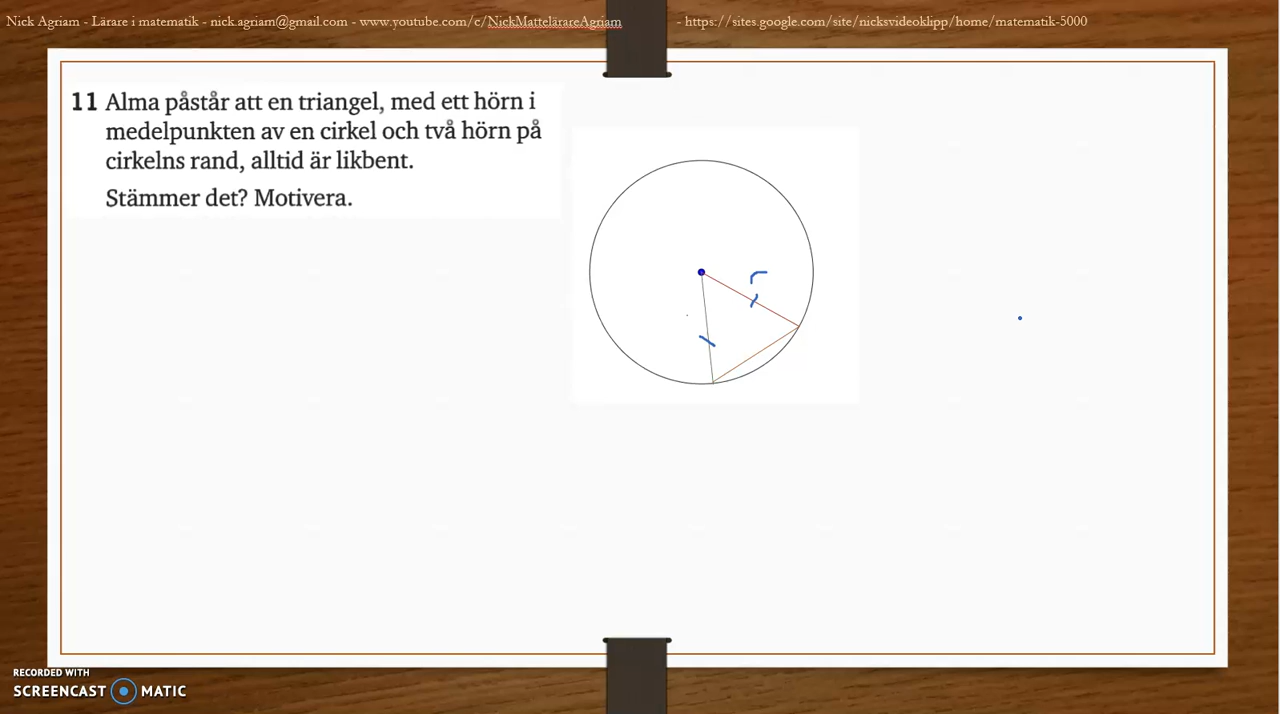 Nick Agriam - Lärare i matematik - nick.agriam@gmail.com - www.youtube.com/c/NickMattelärareAgriam - https://sites.google.com/site/nicksvideoklipp/home/matematik-5000
11 Alma påstår att en triangel, med ett hörn i
medelpunkten av en cirkel och två hörn på
cirkelns rand, alltid är likbent.
Stämmer det? Motivera.
r
RECORDED WITH
SCREENCAST MATIC